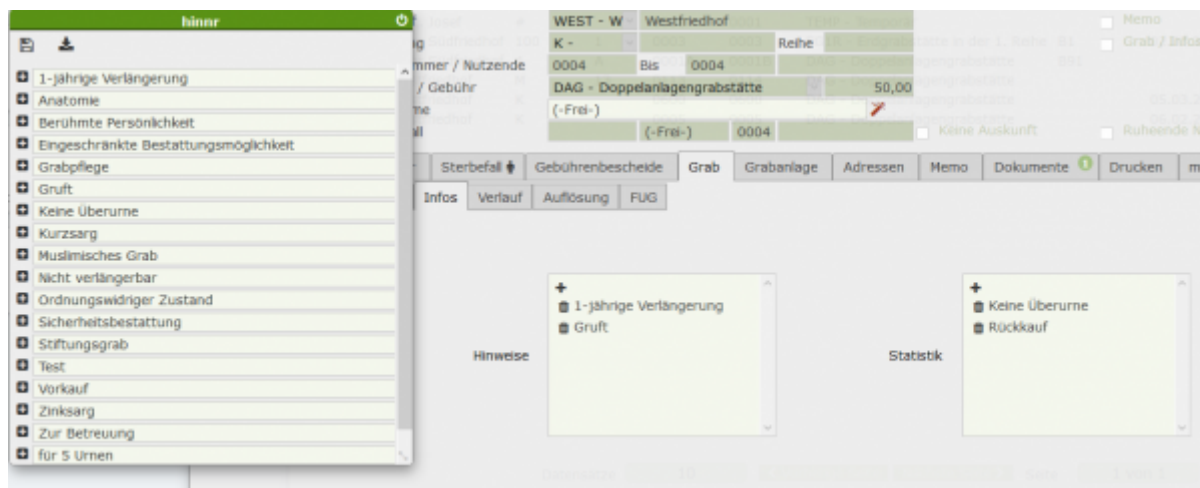 hinnr
1-jährige Verlängerung
Anatomie
Berühmte Persönlichkeit
Eingeschränkte Bestattungsmöglichkeit
Grabpflege
Gruft
Keine Überurne
Kurzsarg
Muslimisches Grab
Nicht verlängerbar
Ordnungswidriger Zustand
Sicherheitsbestattung
Stiftungsgrab
Test
Vorkauf
Zinksarg
Zur Betreuung
für 5 Urnen
WEST - W Westfriedhof Memo
K - Reihe Grab / Infos
mmer / Nutzende 0004 Bis 0004
/ Gebühr DAG - Doppelanlagengrabstätte 50,00
me (-Frei-)
ll (-Frei-) 0004 Keine Auskunft Ruheende
Sterbefall Gebührenbescheide Grab Grabanlage Adressen Memo Dokumente 1 Drucken m
Infos Verlauf Auflösung FUG
Hinweise
1-jährige Verlängerung
Gruft
Statistik
Keine Überurne
Rückkauf